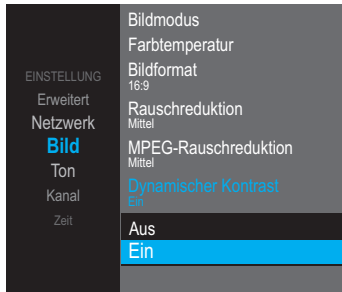 EINSTELLUNG
Erweitert
Netzwerk
Bild
Ton
Kanal
Zeit
Bildmodus
Farbtemperatur
Bildformat
16:9
Rauschreduktion
Mittel
MPEG-Rauschreduktion
Mittel
Dynamischer Kontrast
Ein
Aus
Ein